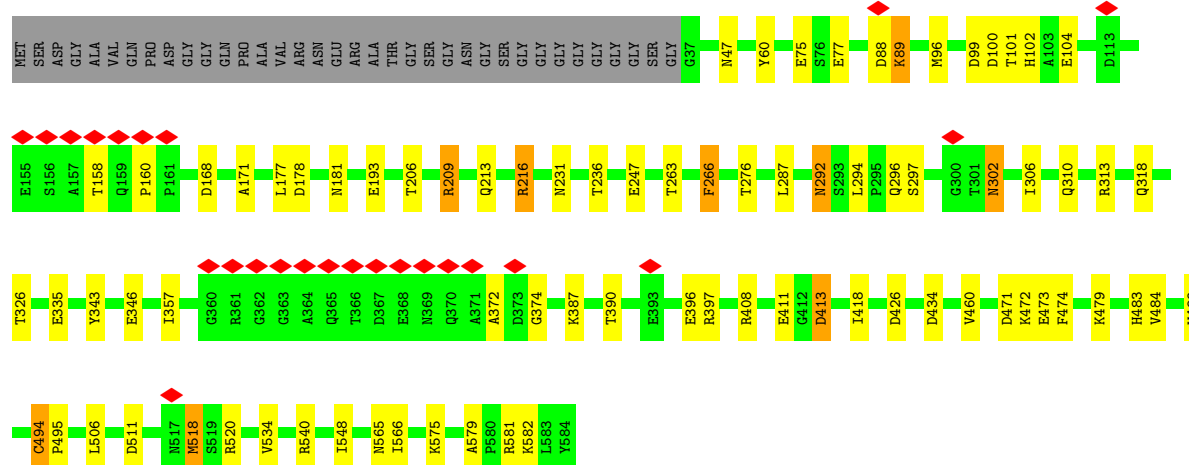 MET SER ASP GLY ALA VAL GLN PRO ASP GLY GLY GLN PRO ALA VAL ARG ASN GLU ARG ALA THR GLY SER GLY ASN GLY SER GLY GLY GLY GLY GLY GLY GLY SER GLY G37 N47 Y60 E75 S76 E77 D88 K89 M96 D99 D100 T101 H102 A103 E104 D113
E155 S156 A157 T158 Q159 P160 P161 D168 A171 L177 D178 N181 E193 T206 R209 Q213 R216 N231 T236 E247 T263 F266 T276 L287 N292 S293 L294 P295 Q296 S297 G300 T301 N302 I306 Q310 R313 Q318
T326 E335 Y343 E346 I357 G360 R361 G362 G363 A364 Q365 T366 D367 E368 N369 Q370 A371 A372 D373 G374 K387 T390 E393 E396 R397 R408 E411 G412 D413 I418 D426 D434 V460 D471 K472 E473 F474 K479 H483 V484
C494 P495 L506 D511 N517 M518 S519 R520 V534 R540 I548 N565 I566 K575 A579 P580 R581 K582 L583 Y584